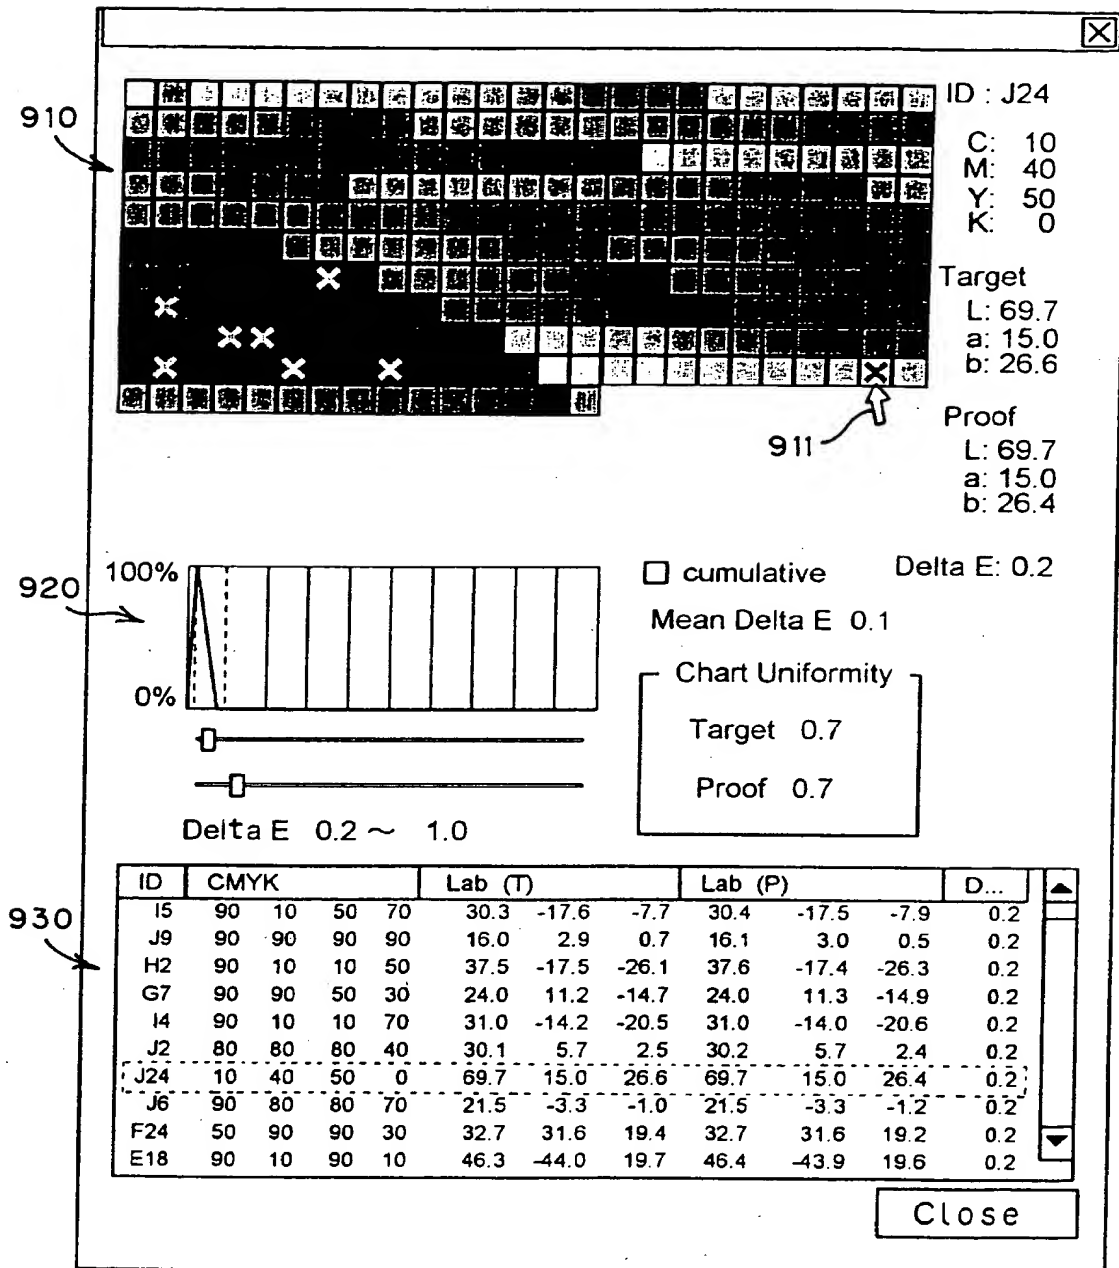 910
ID : J24
C: 10
M: 40
Y: 50
K: 0
Target
L: 69.7
a: 15.0
b: 26.6
911
Proof
L: 69.7
a: 15.0
b: 26.4
Delta E: 0.2
920
100%
0%
cumulative
Mean Delta E 0.1
Chart Uniformity
Target 0.7
Proof 0.7
Delta E 0.2 ~ 1.0
930
ID CMYK Lab (T) Lab (P) D...
I5 90 10 50 70 30.3 -17.6 -7.7 30.4 -17.5 -7.9 0.2
J9 90 90 90 90 16.0 2.9 0.7 16.1 3.0 0.5 0.2
H2 90 10 10 50 37.5 -17.5 -26.1 37.6 -17.4 -26.3 0.2
G7 90 90 50 30 24.0 11.2 -14.7 24.0 11.3 -14.9 0.2
I4 90 10 10 70 31.0 -14.2 -20.5 31.0 -14.0 -20.6 0.2
J2 80 80 80 40 30.1 5.7 2.5 30.2 5.7 2.4 0.2
J24 10 40 50 0 69.7 15.0 26.6 69.7 15.0 26.4 0.2
J6 90 80 80 70 21.5 -3.3 -1.0 21.5 -3.3 -1.2 0.2
F24 50 90 90 30 32.7 31.6 19.4 32.7 31.6 19.2 0.2
E18 90 10 90 10 46.3 -44.0 19.7 46.4 -43.9 19.6 0.2
Close